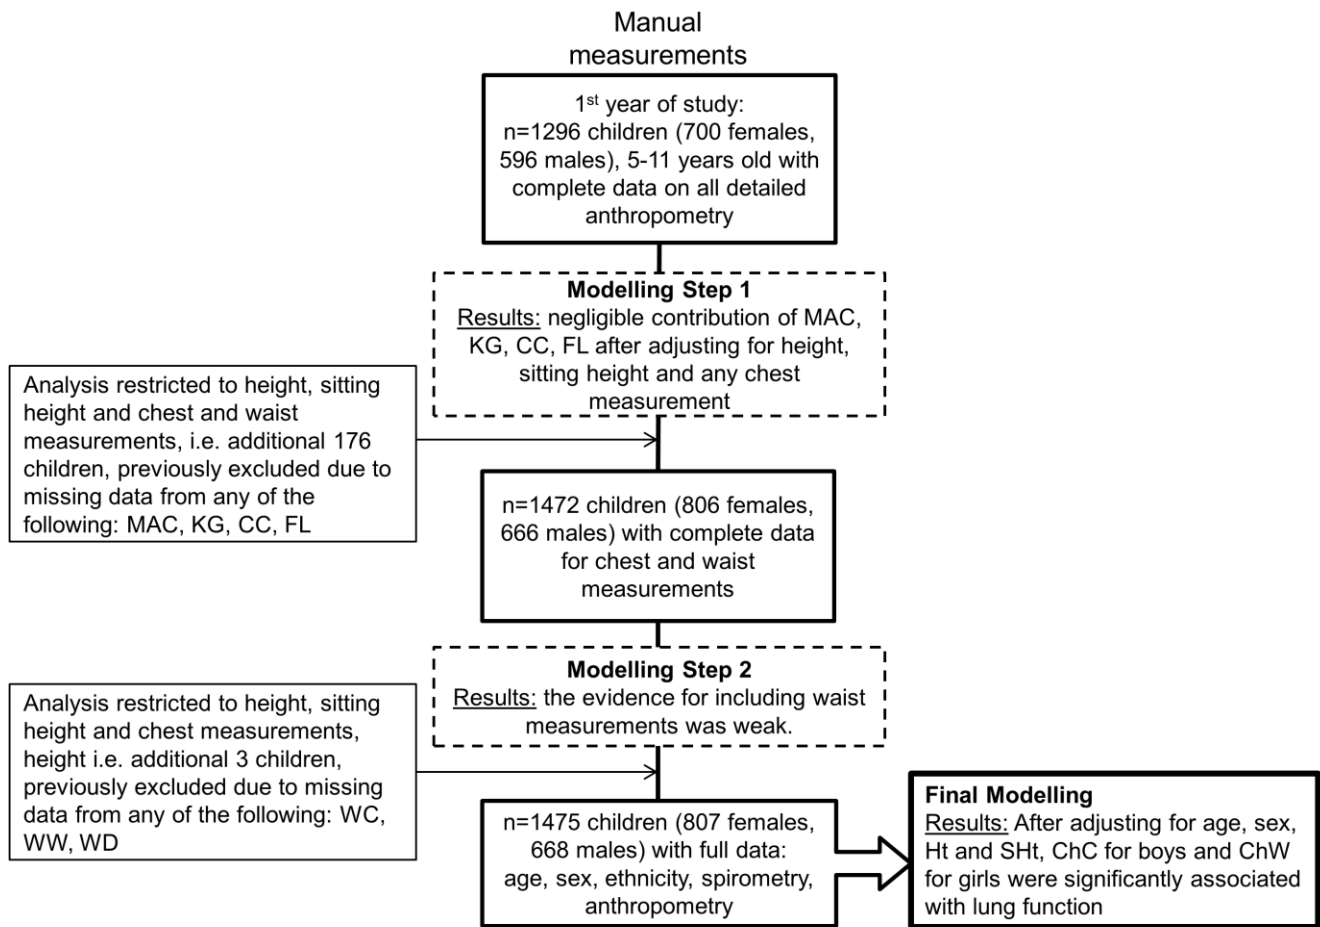 Manual
measurements
1st year of study:
n=1296 children (700 females,
596 males), 5-11 years old with
complete data on all detailed
anthropometry
Modelling Step 1
Results: negligible contribution of MAC,
KG, CC, FL after adjusting for height,
sitting height and any chest
measurement
Analysis restricted to height, sitting
height and chest and waist
measurements, i.e. additional 176
children, previously excluded due to
missing data from any of the
following: MAC, KG, CC, FL
n=1472 children (806 females,
666 males) with complete data
for chest and waist
measurements
Modelling Step 2
Results: the evidence for including waist
measurements was weak.
Analysis restricted to height, sitting
height and chest measurements,
height i.e. additional 3 children,
previously excluded due to missing
data from any of the following: WC,
WW, WD
n=1475 children (807 females,
668 males) with full data:
age, sex, ethnicity, spirometry,
anthropometry
Final Modelling
Results: After adjusting for age, sex,
Ht and SHt, ChC for boys and ChW
for girls were significantly associated
with lung function